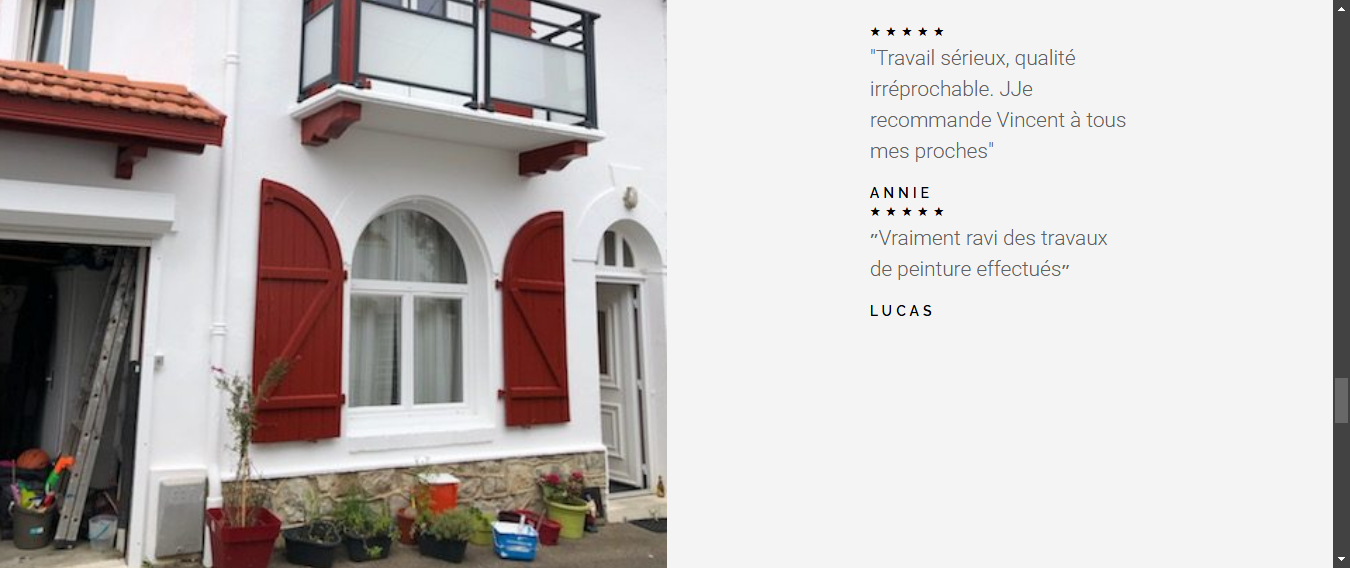 ★ ★ ★ ★ ★
"Travail sérieux, qualité
irréprochable. JJe
recommande Vincent à tous
mes proches"
ANNIE
★ ★ ★ ★ ★
"Vraiment ravi des travaux
de peinture effectués"
LUCAS